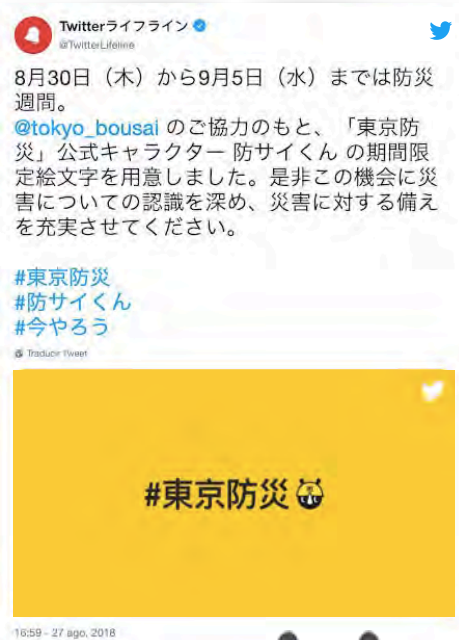 Twitterライフライン
@TwitterLifeline
8月30日（木）から9月5日（水）までは防災
週間。
@tokyo_bousai のご協力のもと、「東京防
災」公式キャラクター 防サイくん の期間限
定絵文字を用意しました。是非この機会に災
害についての認識を深め、災害に対する備え
を充実させてください。
#東京防災
#防サイくん
#今やろう
Traducir Tweet
#東京防災
16:59 - 27 ago. 2018